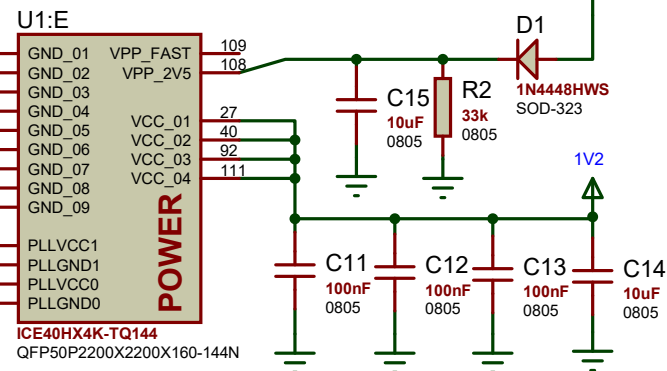 U1:E
GND_01
GND_02
GND_03
GND_04
GND_05
GND_06
GND_07
GND_08
GND_09
PLLVCC1
PLLGND1
PLLVCC0
PLLGND0
VPP_FAST 109
VPP_2V5 108
VCC_01 27
VCC_02 40
VCC_03 92
VCC_04 111
POWER
ICE40HX4K-TQ144
QFP50P2200X2200X160-144N
C15
10uF
0805
R2
33k
0805
D1
1N4448HWS
SOD-323
1V2
C11
100nF
0805
C12
100nF
0805
C13
100nF
0805
C14
10uF
0805